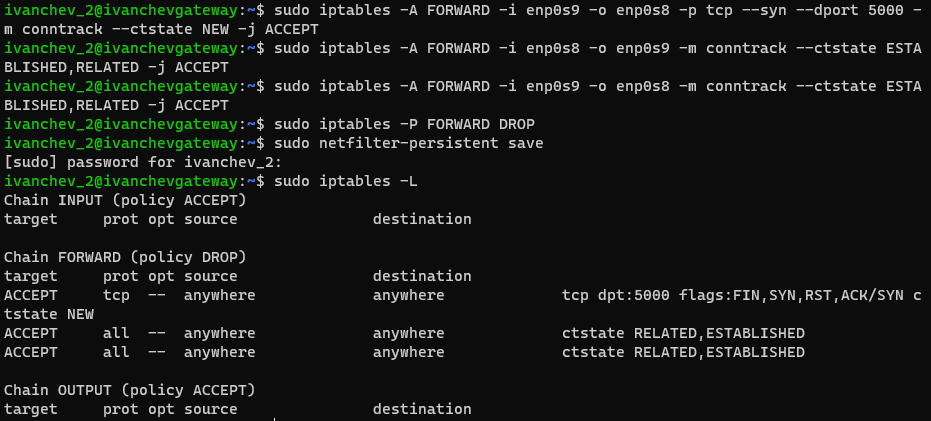 ivanchev_2@ivanchevgateway:~$ sudo iptables -A FORWARD -i enp0s9 -o enp0s8 -p tcp --syn --dport 5000 -
m conntrack --ctstate NEW -j ACCEPT
ivanchev_2@ivanchevgateway:~$ sudo iptables -A FORWARD -i enp0s8 -o enp0s9 -m conntrack --ctstate ESTA
BLISHED,RELATED -j ACCEPT
ivanchev_2@ivanchevgateway:~$ sudo iptables -A FORWARD -i enp0s9 -o enp0s8 -m conntrack --ctstate ESTA
BLISHED,RELATED -j ACCEPT
ivanchev_2@ivanchevgateway:~$ sudo iptables -P FORWARD DROP
ivanchev_2@ivanchevgateway:~$ sudo netfilter-persistent save
[sudo] password for ivanchev_2:
ivanchev_2@ivanchevgateway:~$ sudo iptables -L
Chain INPUT (policy ACCEPT)
target     prot opt source               destination

Chain FORWARD (policy DROP)
target     prot opt source               destination
ACCEPT     tcp  --  anywhere             anywhere             tcp dpt:5000 flags:FIN,SYN,RST,ACK/SYN c
tstate NEW
ACCEPT     all  --  anywhere             anywhere             ctstate RELATED,ESTABLISHED
ACCEPT     all  --  anywhere             anywhere             ctstate RELATED,ESTABLISHED

Chain OUTPUT (policy ACCEPT)
target     prot opt source               destination